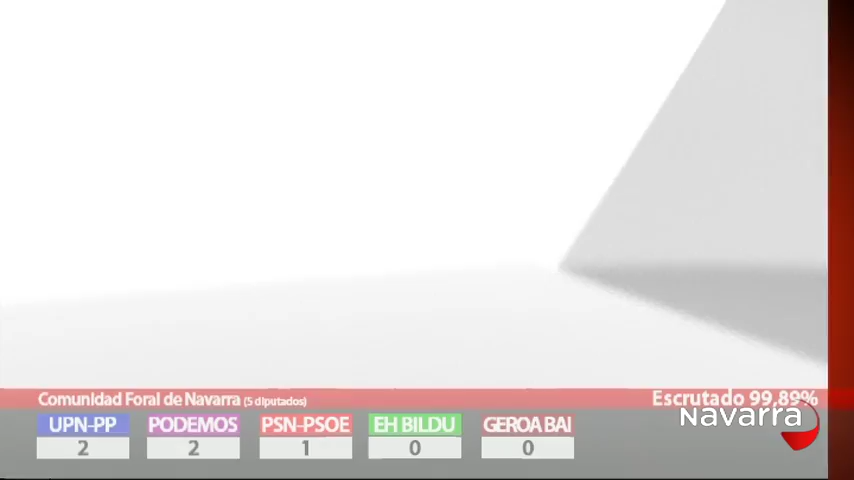 Comunidad Foral de Navarra (5 diputados) Escrutado 99,89%
Navarra
UPN-PP PODEMOS PSN-PSOE EH BILDU GEROA BAI
2 2 1 0 0